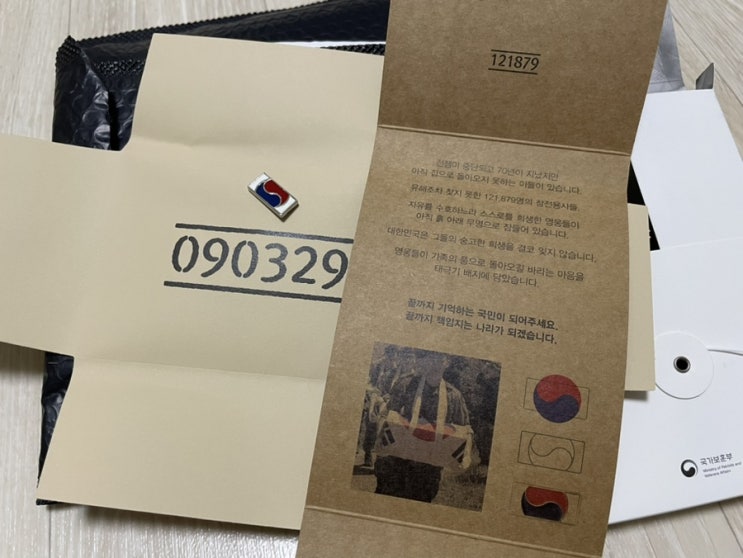 121879
전쟁이 중단되고 70년이 지났지만
아직 집으로 돌아오지 못하는 이들이 있습니다.
유해조차 찾지 못한 121,879명의 참전용사들.
자유를 수호하느라 스스로를 희생한 영웅들이
아직 흙 아래 무명으로 잠들어 있습니다.
대한민국은 그들의 숭고한 희생을 결코 잊지 않습니다.
영웅들이 가족의 품으로 돌아오길 바라는 마음을
태극기 배지에 담았습니다.
끝까지 기억하는 국민이 되어주세요.
끝까지 책임지는 나라가 되겠습니다.
090329
국가보훈부
Ministry of Patriots and
Veterans Affairs